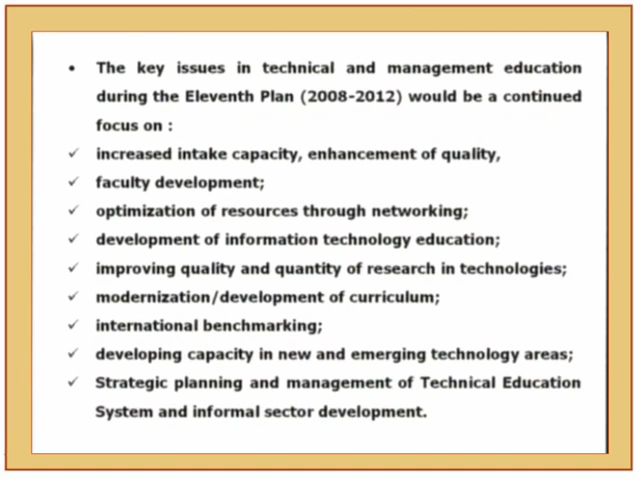 • The key issues in technical and management education
during the Eleventh Plan (2008-2012) would be a continued
focus on :
✓ increased intake capacity, enhancement of quality,
✓ faculty development;
✓ optimization of resources through networking;
✓ development of information technology education;
✓ improving quality and quantity of research in technologies;
✓ modernization/development of curriculum;
✓ international benchmarking;
✓ developing capacity in new and emerging technology areas;
✓ Strategic planning and management of Technical Education
System and informal sector development.